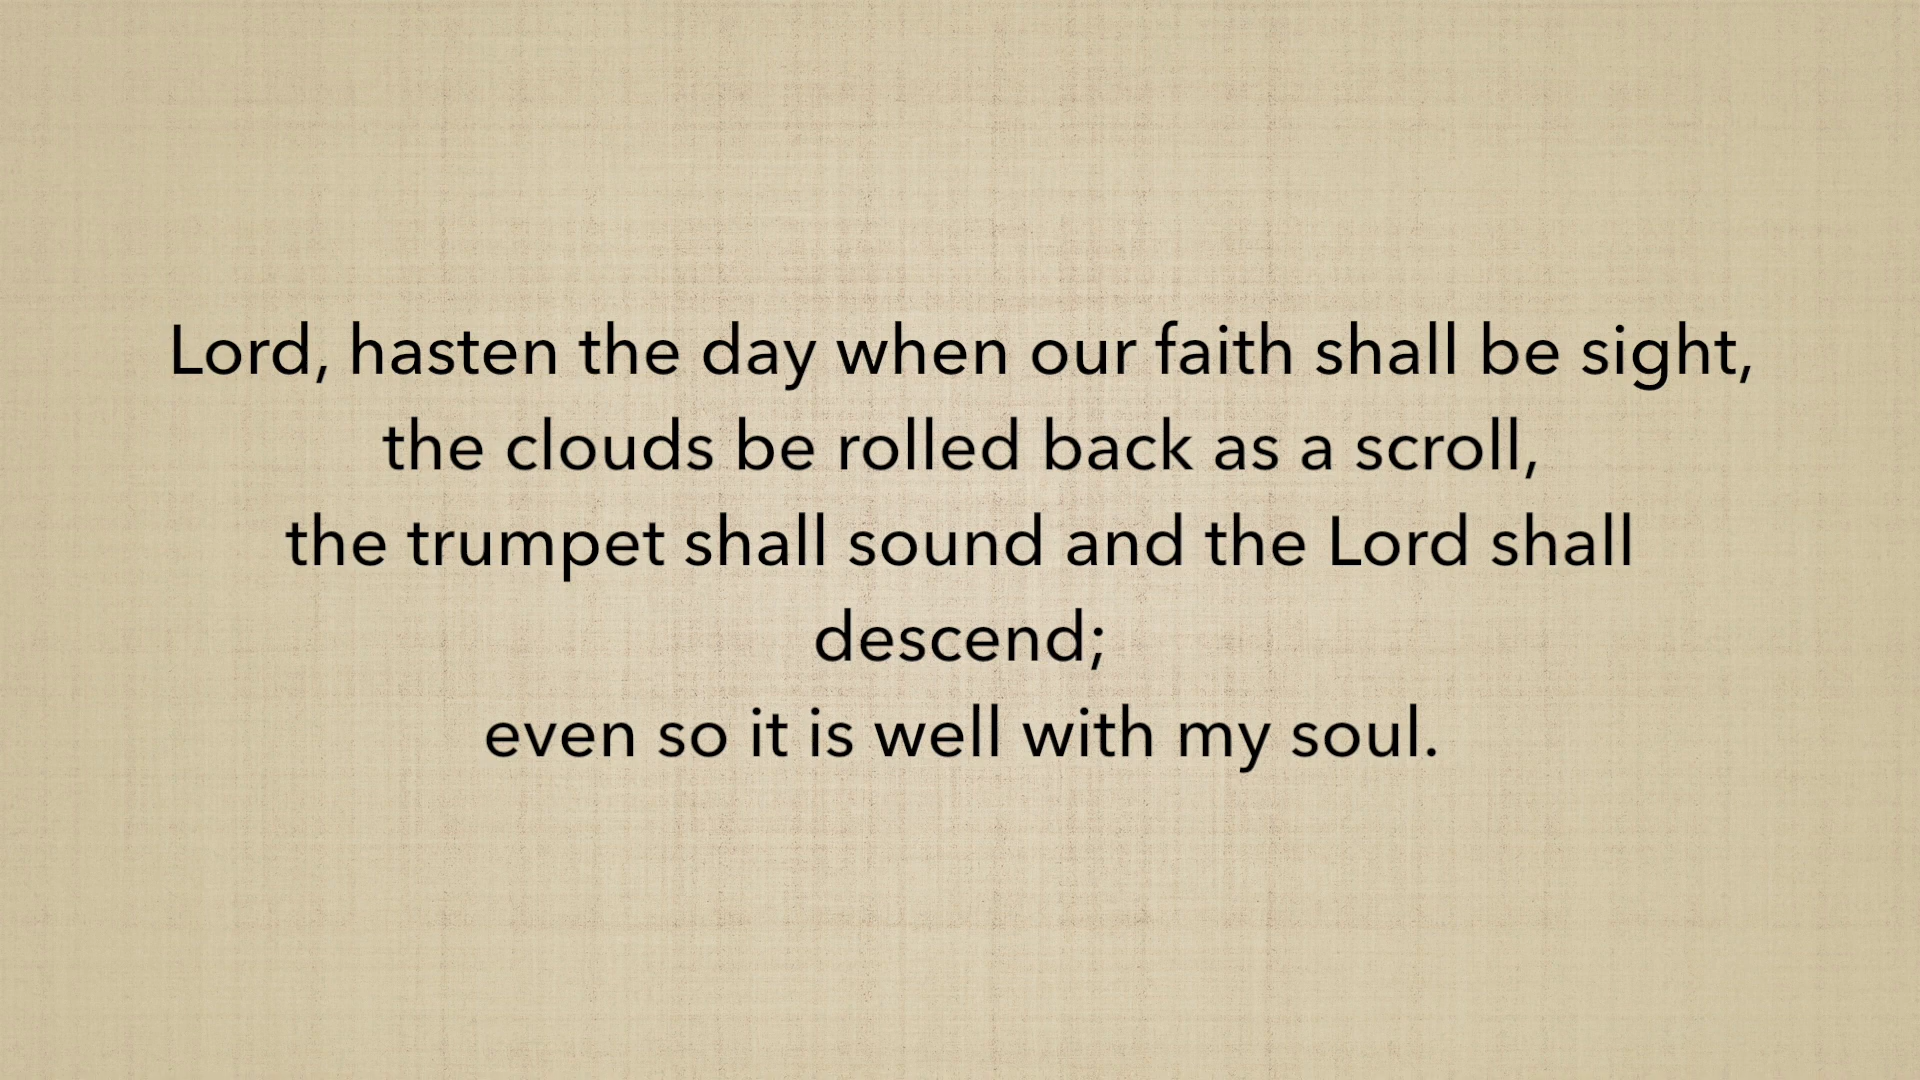 Lord, hasten the day when our faith shall be sight,
the clouds be rolled back as a scroll,
the trumpet shall sound and the Lord shall
descend;
even so it is well with my soul.